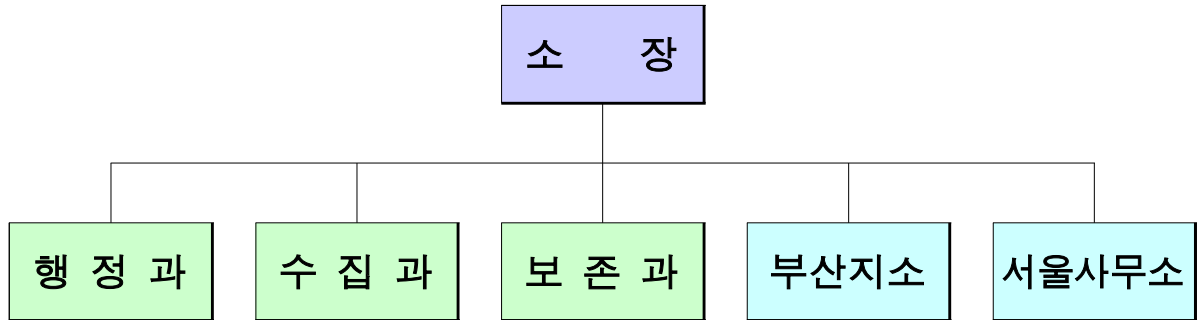 소 장
행 정 과
수 집 과
보 존 과
부산지소
서울사무소